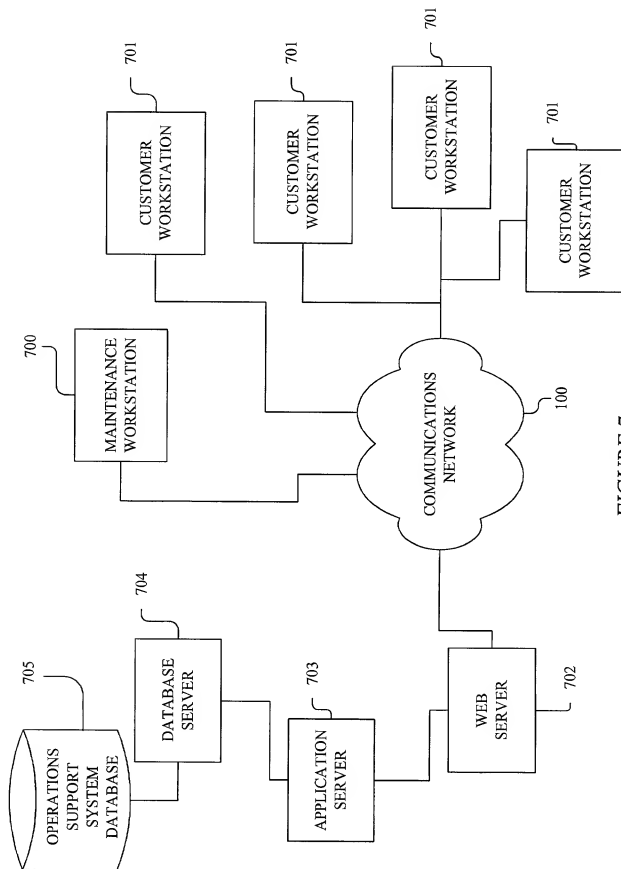 705
OPERATIONS
SUPPORT
SYSTEM
DATABASE
704
DATABASE
SERVER
703
APPLICATION
SERVER
WEB
SERVER
702
700
MAINTENANCE
WORKSTATION
COMMUNICATIONS
NETWORK
100
701
CUSTOMER
WORKSTATION
701
CUSTOMER
WORKSTATION
701
CUSTOMER
WORKSTATION
701
CUSTOMER
WORKSTATION